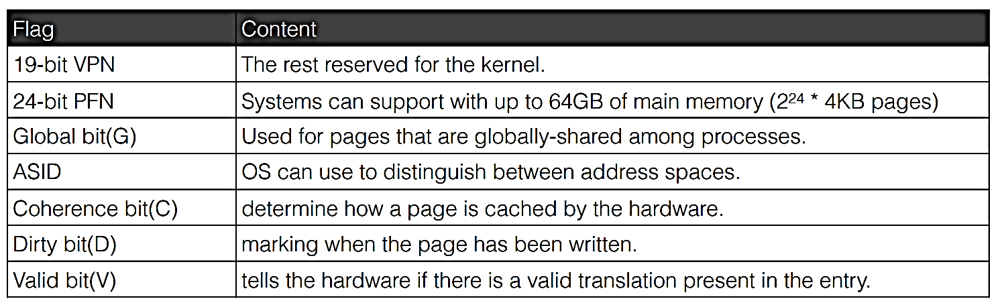 Flag Content
19-bit VPN The rest reserved for the kernel.
24-bit PFN Systems can support with up to 64GB of main memory (2²⁴ * 4KB pages)
Global bit(G) Used for pages that are globally-shared among processes.
ASID OS can use to distinguish between address spaces.
Coherence bit(C) determine how a page is cached by the hardware.
Dirty bit(D) marking when the page has been written.
Valid bit(V) tells the hardware if there is a valid translation present in the entry.